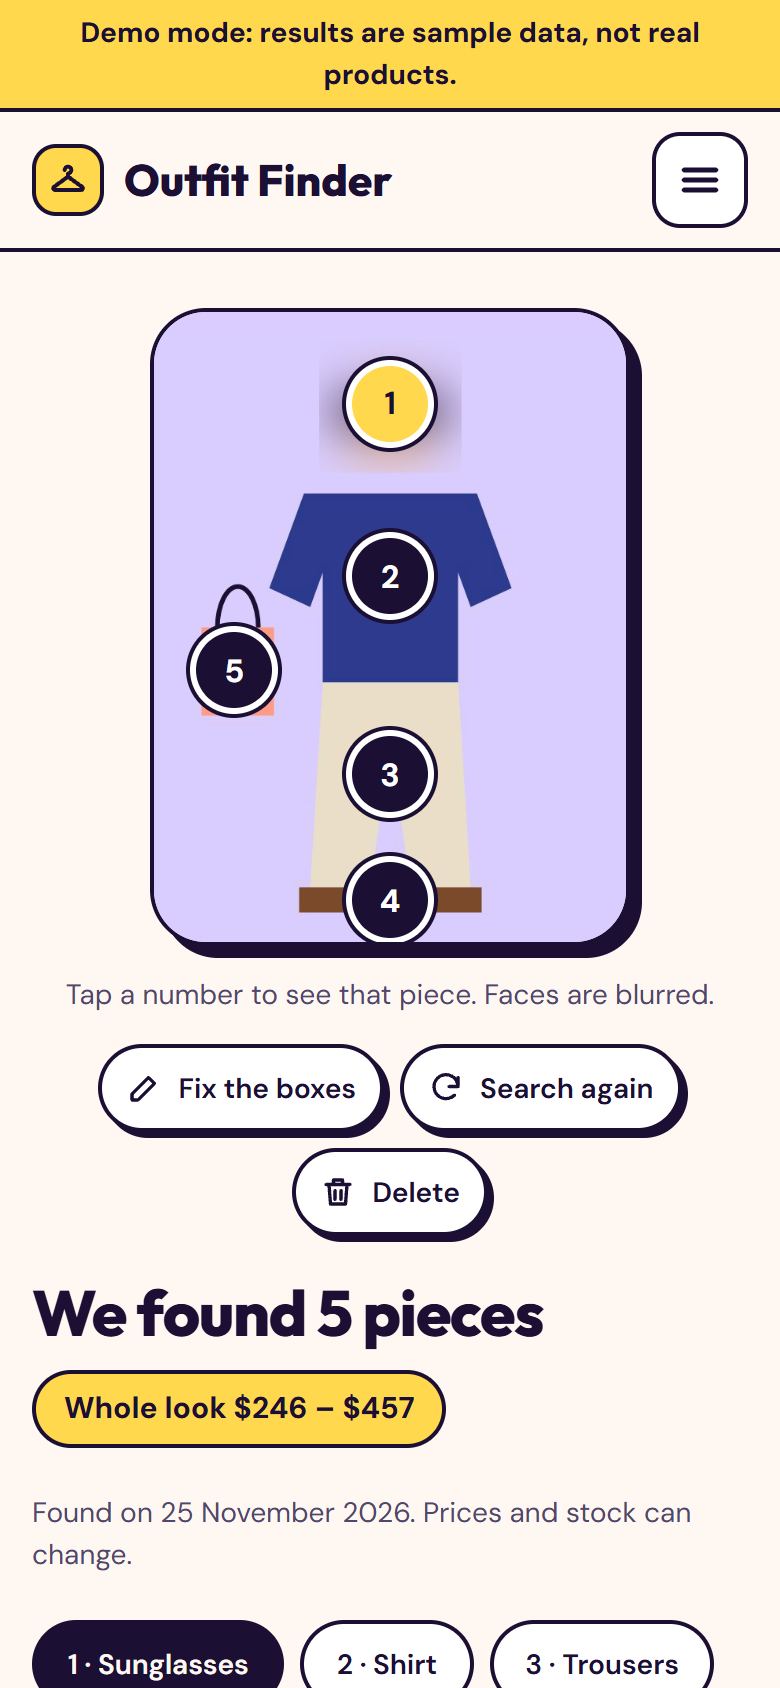 Demo mode: results are sample data, not real
products.
Outfit Finder
1
2
5
3
4
Tap a number to see that piece. Faces are blurred.
Fix the boxes
Search again
Delete
We found 5 pieces
Whole look $246 – $457
Found on 25 November 2026. Prices and stock can
change.
1 · Sunglasses
2 · Shirt
3 · Trousers